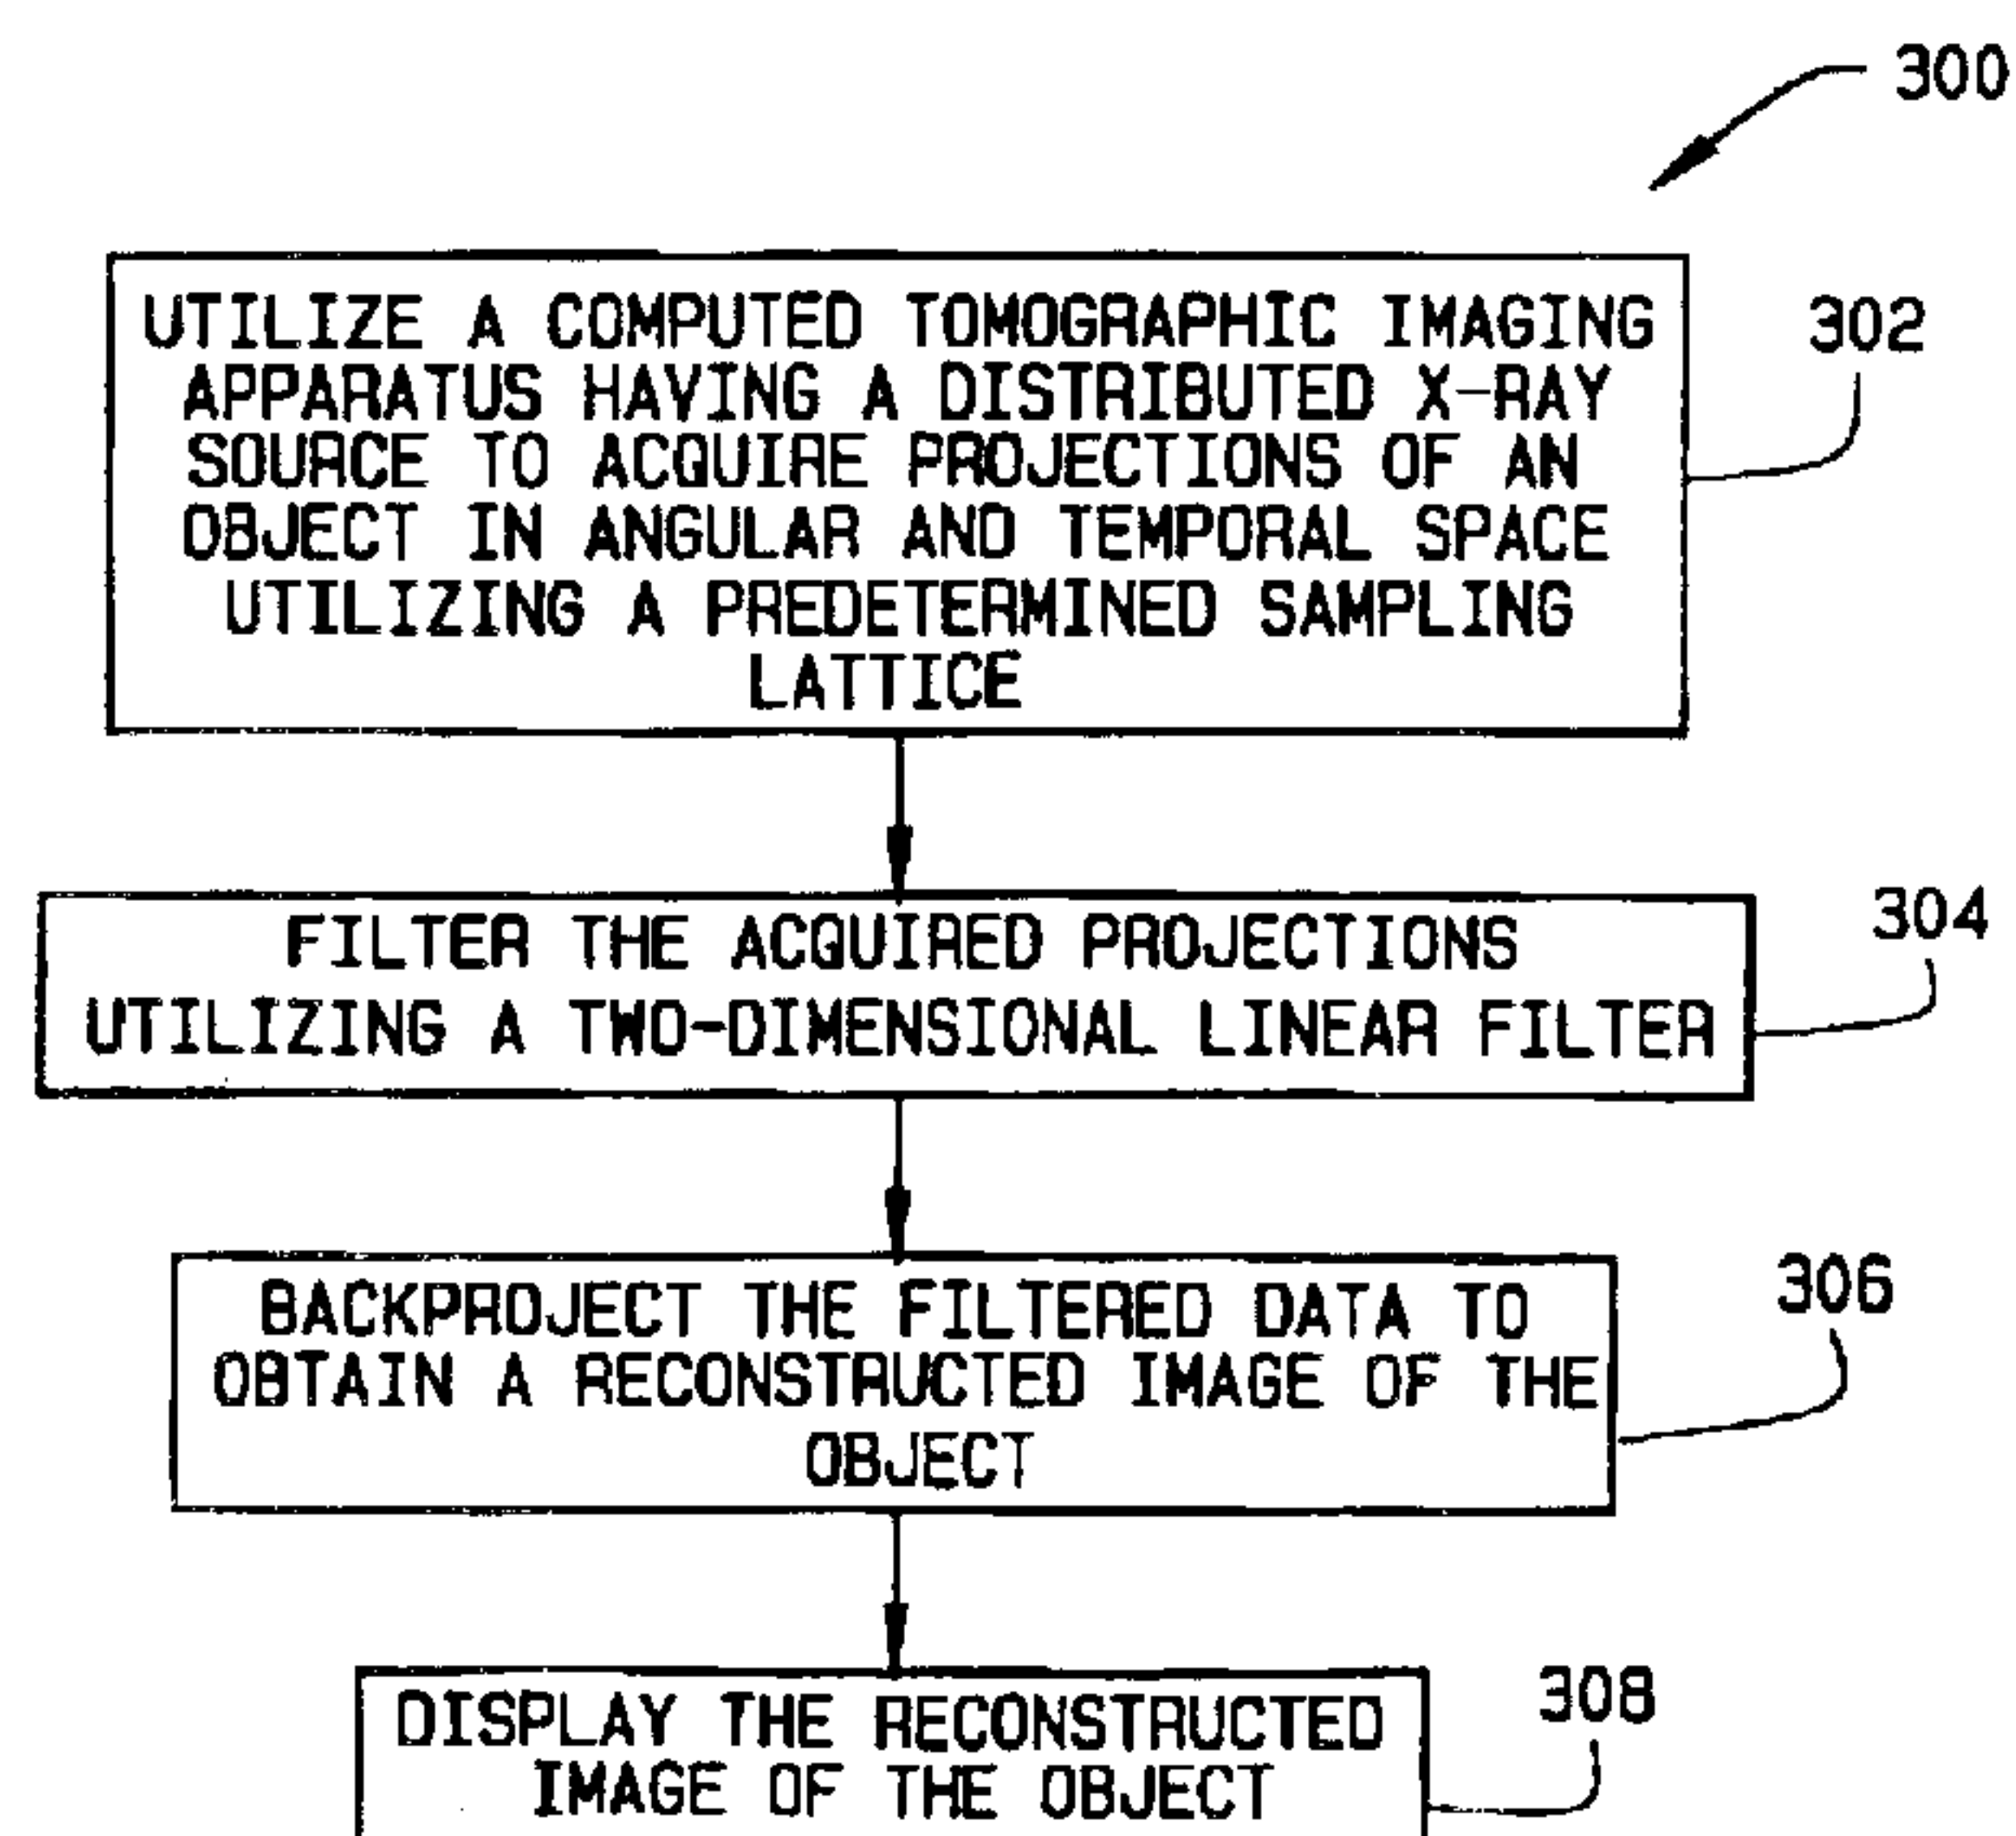 300
UTILIZE A COMPUTED TOMOGRAPHIC IMAGING
APPARATUS HAVING A DISTRIBUTED X-RAY
SOURCE TO ACQUIRE PROJECTIONS OF AN
OBJECT IN ANGULAR AND TEMPORAL SPACE
UTILIZING A PREDETERMINED SAMPLING
LATTICE
302
FILTER THE ACQUIRED PROJECTIONS
UTILIZING A TWO-DIMENSIONAL LINEAR FILTER
304
BACKPROJECT THE FILTERED DATA TO
OBTAIN A RECONSTRUCTED IMAGE OF THE
OBJECT
306
DISPLAY THE RECONSTRUCTED
IMAGE OF THE OBJECT
308